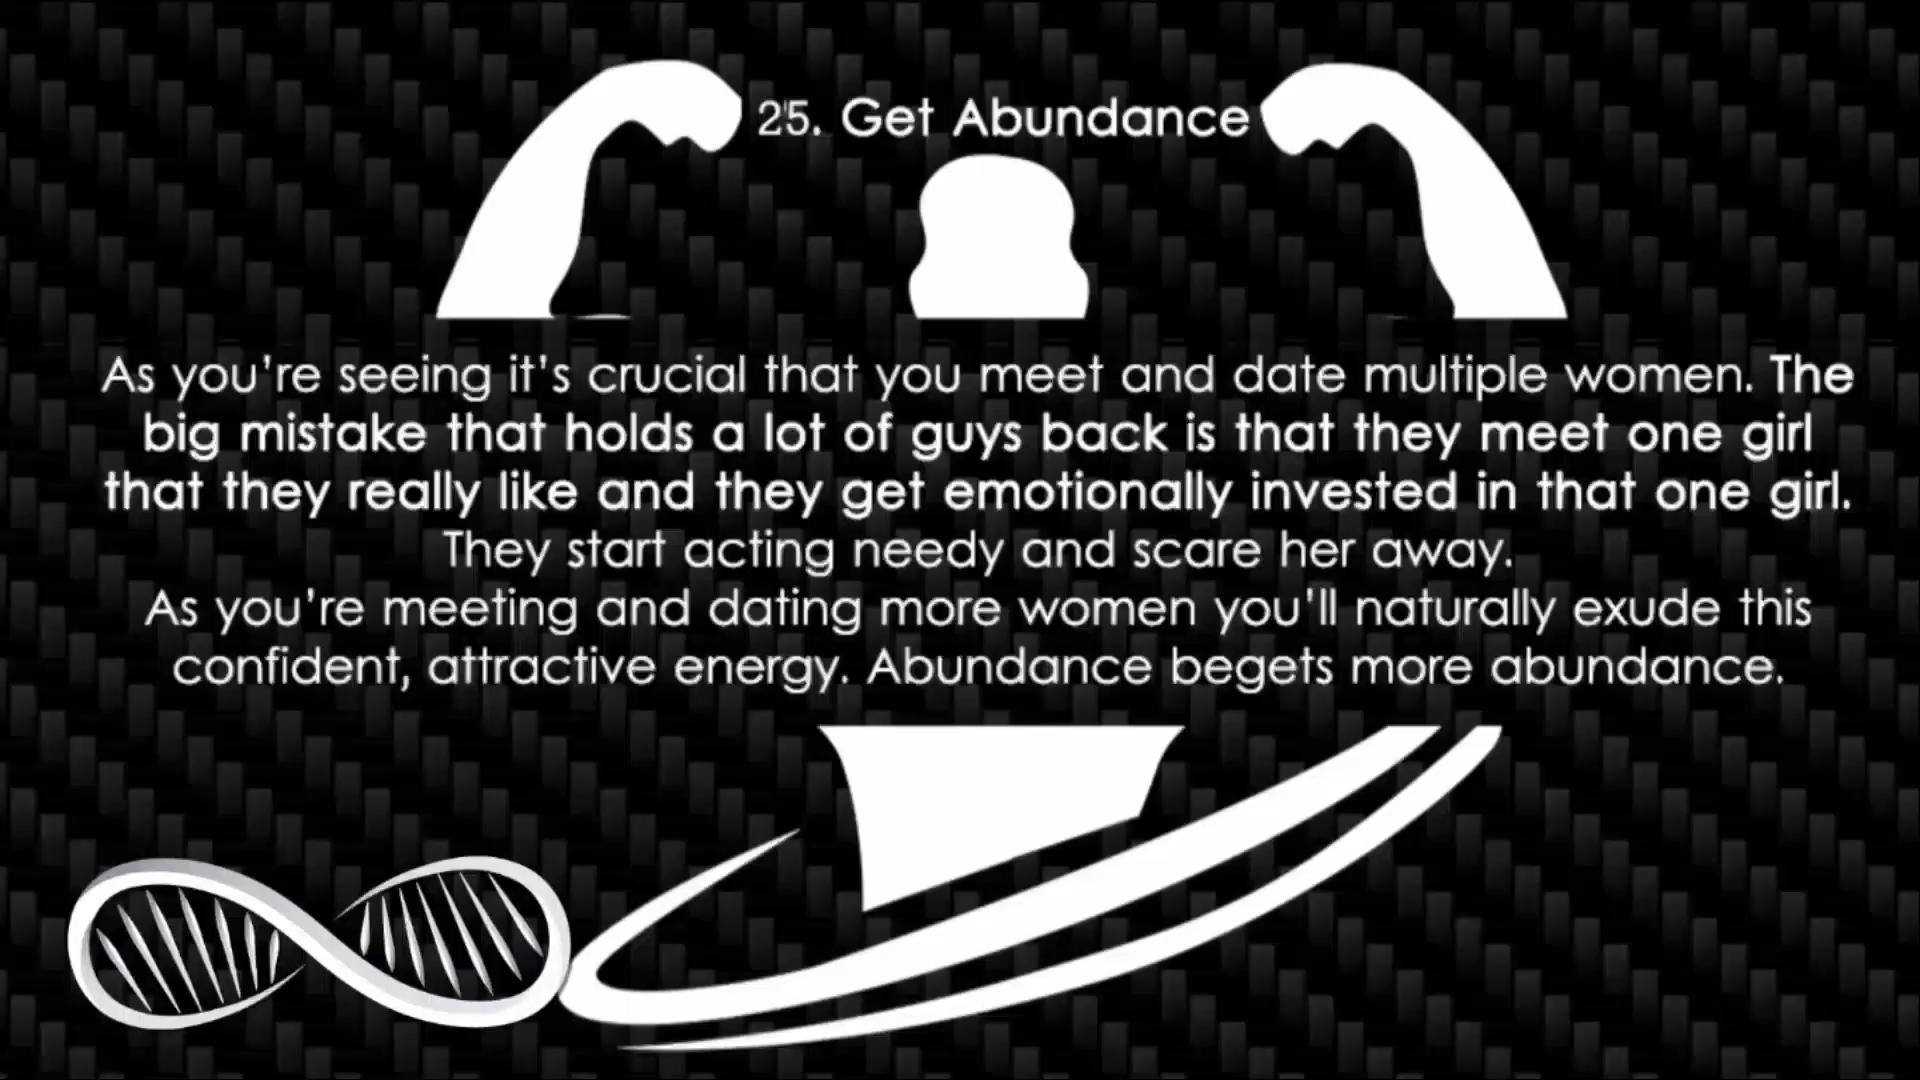 25. Get Abundance
As you're seeing it's crucial that you meet and date multiple women. The
big mistake that holds a lot of guys back is that they meet one girl
that they really like and they get emotionally invested in that one girl.
They start acting needy and scare her away.
As you're meeting and dating more women you'll naturally exude this
confident, attractive energy. Abundance begets more abundance.